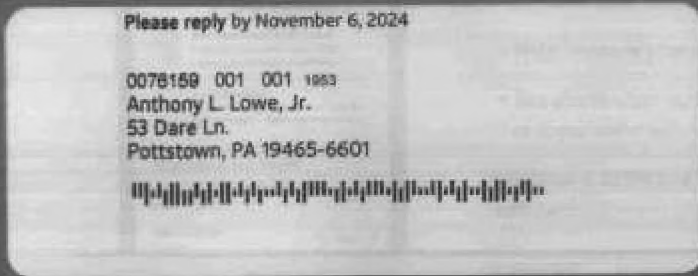 Please reply by November 6, 2024
0078159 001 001 1953
Anthony L. Lowe, Jr.
53 Dare Ln.
Pottstown, PA 19465-6601